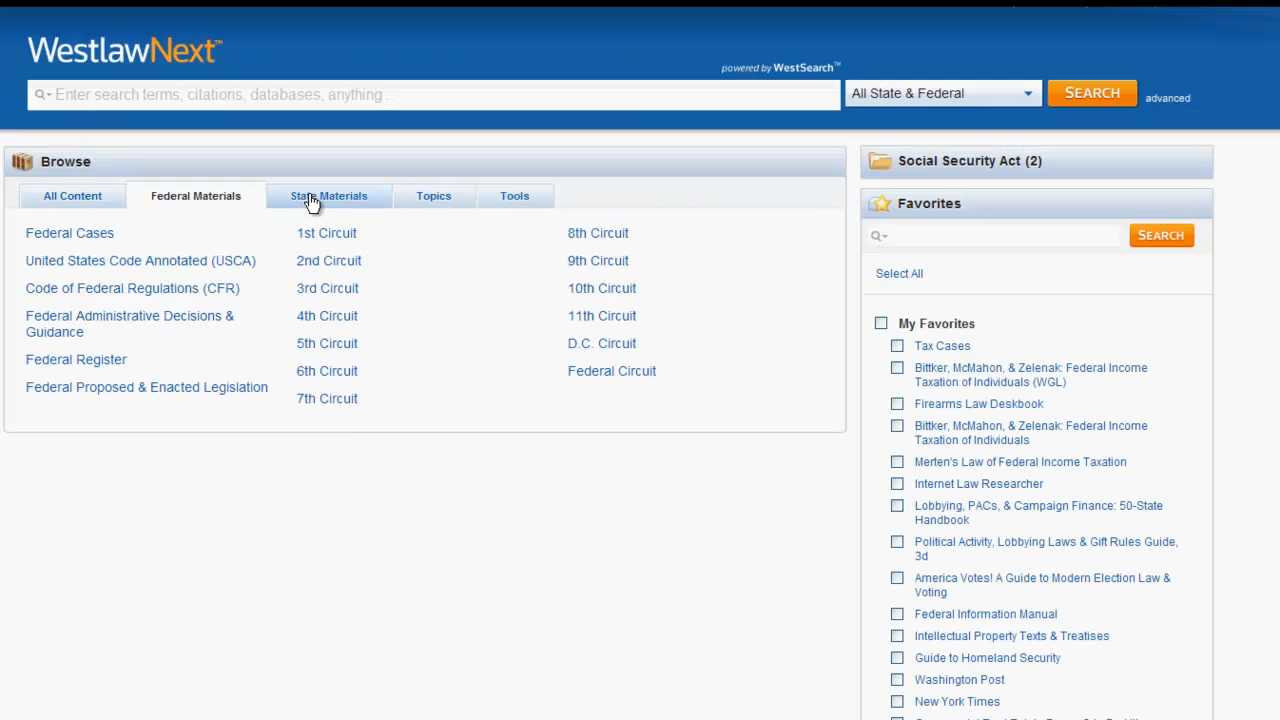 WestlawNext™
powered by WestSearch™
Enter search terms, citations, databases, anything ...
All State & Federal
SEARCH
advanced
Browse
All Content
Federal Materials
State Materials
Topics
Tools
Federal Cases
United States Code Annotated (USCA)
Code of Federal Regulations (CFR)
Federal Administrative Decisions &
Guidance
Federal Register
Federal Proposed & Enacted Legislation
1st Circuit
2nd Circuit
3rd Circuit
4th Circuit
5th Circuit
6th Circuit
7th Circuit
8th Circuit
9th Circuit
10th Circuit
11th Circuit
D.C. Circuit
Federal Circuit
Social Security Act (2)
Favorites
SEARCH
Select All
My Favorites
Tax Cases
Bittker, McMahon, & Zelenak: Federal Income
Taxation of Individuals (WGL)
Firearms Law Deskbook
Bittker, McMahon, & Zelenak: Federal Income
Taxation of Individuals
Merten's Law of Federal Income Taxation
Internet Law Researcher
Lobbying, PACs, & Campaign Finance: 50-State
Handbook
Political Activity, Lobbying Laws & Gift Rules Guide,
3d
America Votes! A Guide to Modern Election Law &
Voting
Federal Information Manual
Intellectual Property Texts & Treatises
Guide to Homeland Security
Washington Post
New York Times